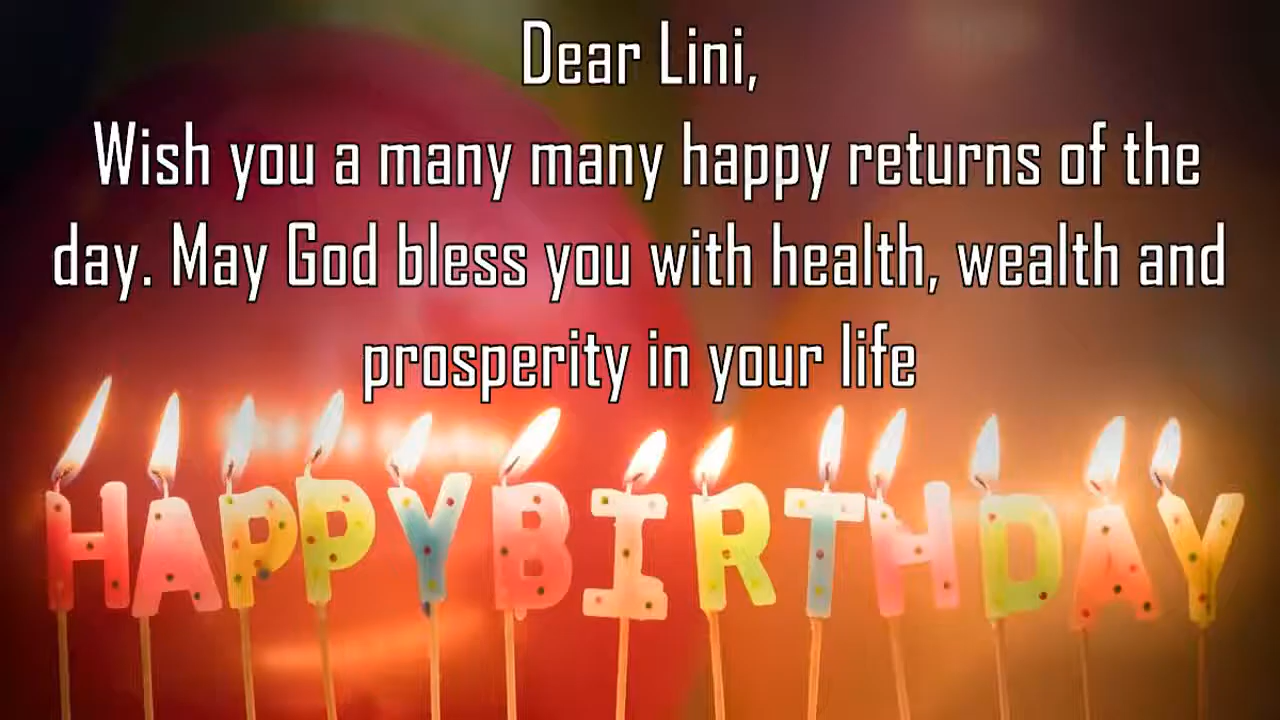 Dear Lini,
Wish you a many many happy returns of the
day. May God bless you with health, wealth and
prosperity in your life
HAPPY BIRTHDAY